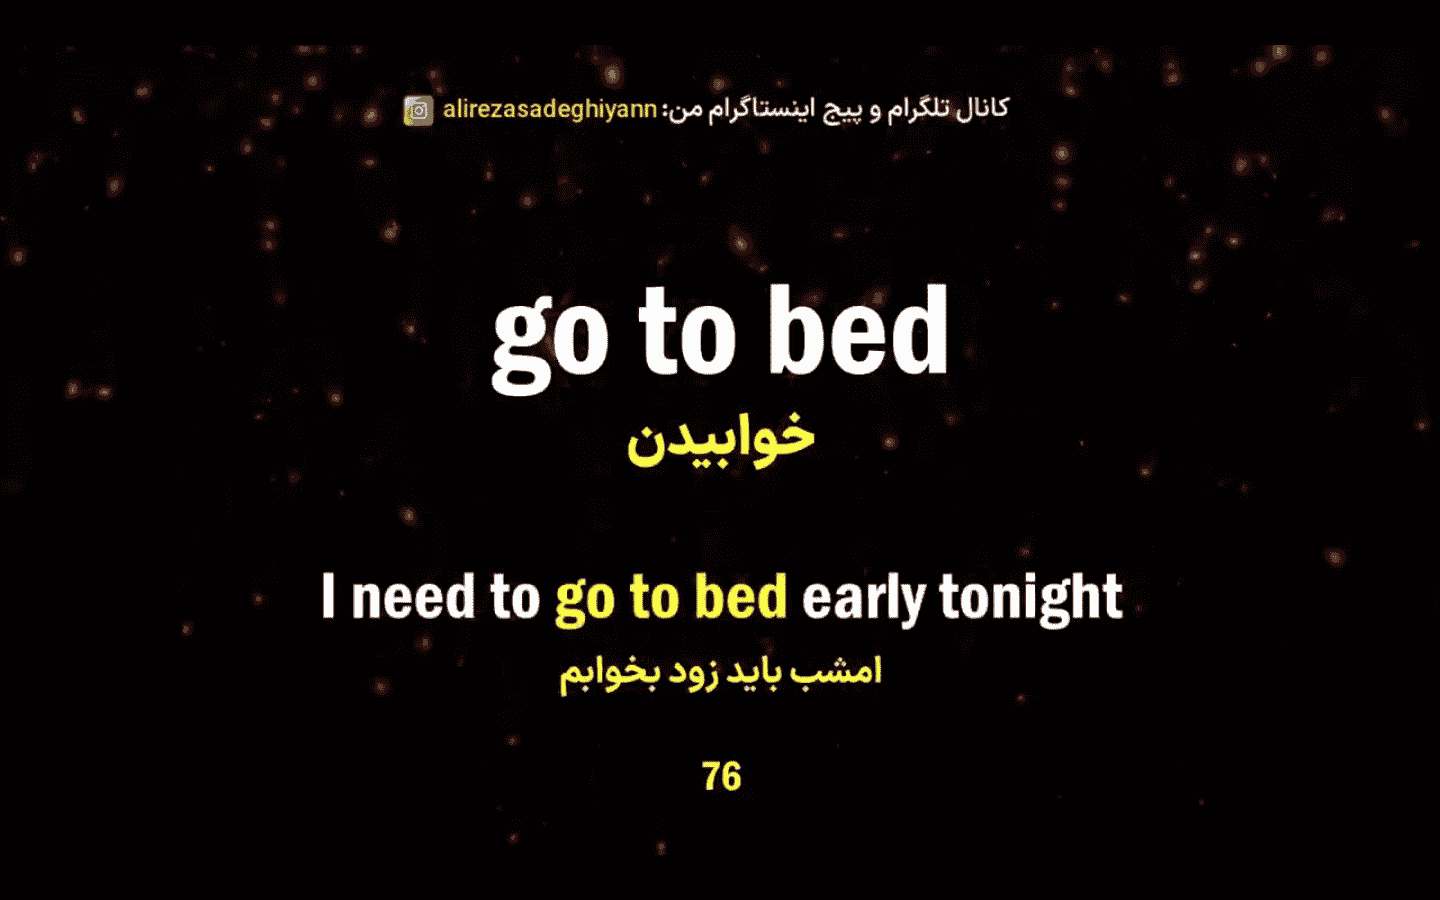 کانال تلگرام و پیج اینستاگرام من: alirezasadeghiyann
go to bed
خوابیدن
I need to go to bed early tonight
امشب باید زود بخوابم
76